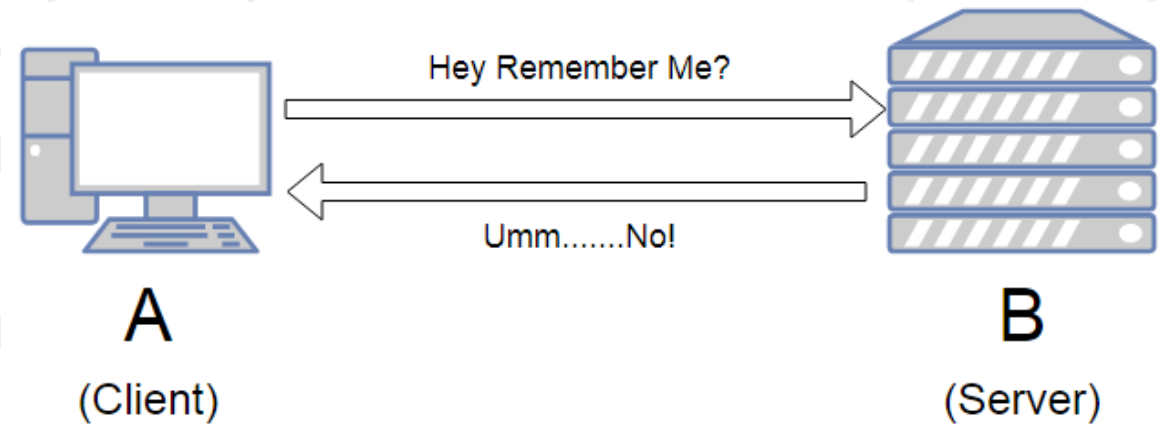 Hey Remember Me?
Umm.......No!
A
B
(Client)
(Server)